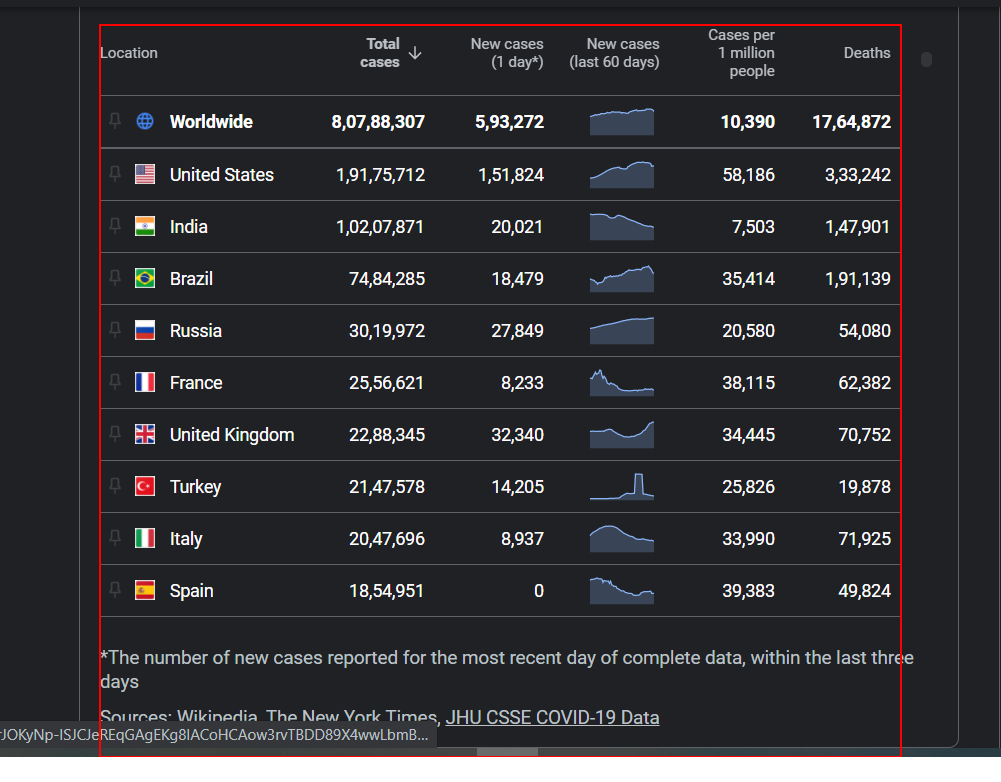 Location Total cases New cases (1 day*) New cases (last 60 days) Cases per 1 million people Deaths
Worldwide 8,07,88,307 5,93,272 10,390 17,64,872
United States 1,91,75,712 1,51,824 58,186 3,33,242
India 1,02,07,871 20,021 7,503 1,47,901
Brazil 74,84,285 18,479 35,414 1,91,139
Russia 30,19,972 27,849 20,580 54,080
France 25,56,621 8,233 38,115 62,382
United Kingdom 22,88,345 32,340 34,445 70,752
Turkey 21,47,578 14,205 25,826 19,878
Italy 20,47,696 8,937 33,990 71,925
Spain 18,54,951 0 39,383 49,824
*The number of new cases reported for the most recent day of complete data, within the last three
days
Sources: Wikipedia, The New York Times, JHU CSSE COVID-19 Data